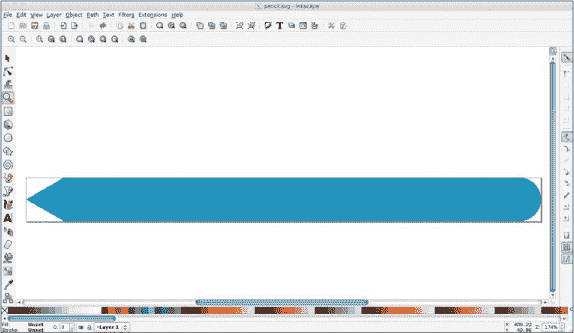 pencil.svg - Inkscape
File Edit View Layer Object Path Text Filters Extensions Help
Fill: Unset
Stroke: Unset
O: 0
Layer 1
X: 409.22
Y: 43.86
Z: 174%